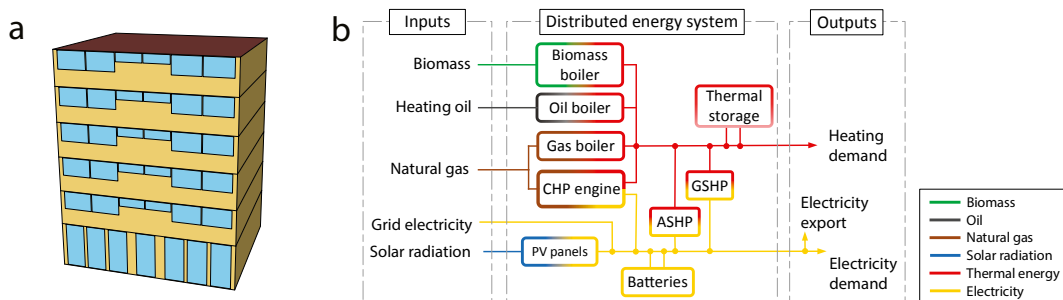 a
b
Inputs
Distributed energy system
Outputs
Biomass
Biomass
boiler
Heating oil
Oil boiler
Thermal
storage
Natural gas
Gas boiler
CHP engine
Heating
demand
GSHP
ASHP
Grid electricity
Solar radiation
PV panels
Batteries
Electricity
export
Electricity
demand
Biomass
Oil
Natural gas
Solar radiation
Thermal energy
Electricity